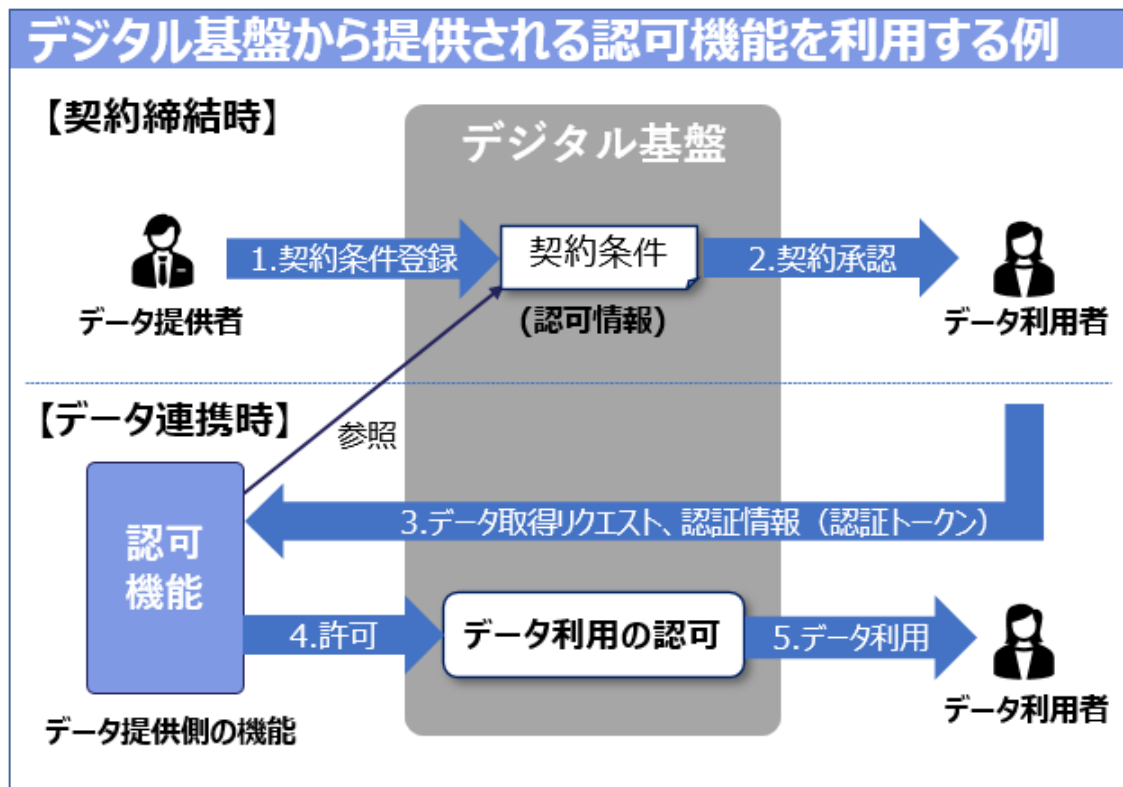 デジタル基盤から提供される認可機能を利用する例
【契約締結時】
デジタル基盤
1.契約条件登録
契約条件
2.契約承認
データ提供者
(認可情報)
データ利用者
【データ連携時】
参照
3.データ取得リクエスト、認証情報（認証トークン）
認可
機能
4.許可
データ利用の認可
5.データ利用
データ提供側の機能
データ利用者